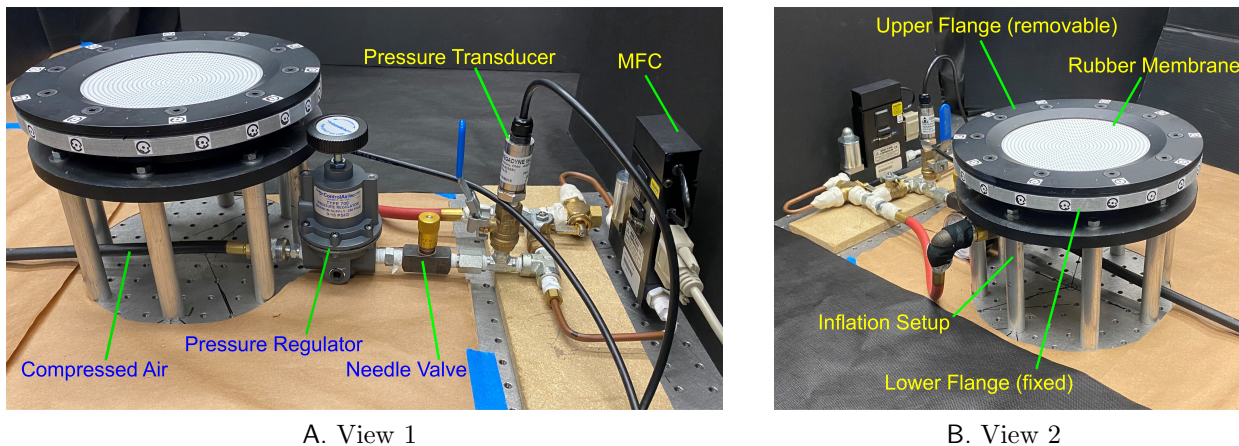 Pressure Transducer
MFC
Compressed Air
Pressure Regulator
Needle Valve
A. View 1
Upper Flange (removable)
Rubber Membrane
Inflation Setup
Lower Flange (fixed)
B. View 2